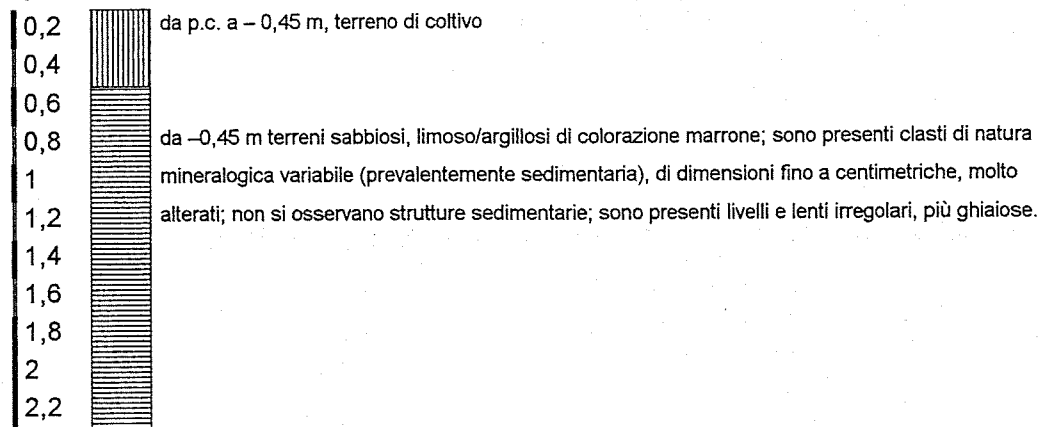 0,2 da p.c. a – 0,45 m, terreno di coltivo
0,4
0,6
0,8 da –0,45 m terreni sabbiosi, limoso/argillosi di colorazione marrone; sono presenti clasti di natura
1 mineralogica variabile (prevalentemente sedimentaria), di dimensioni fino a centimetriche, molto
1,2 alterati; non si osservano strutture sedimentarie; sono presenti livelli e lenti irregolari, più ghiaiose.
1,4
1,6
1,8
2
2,2